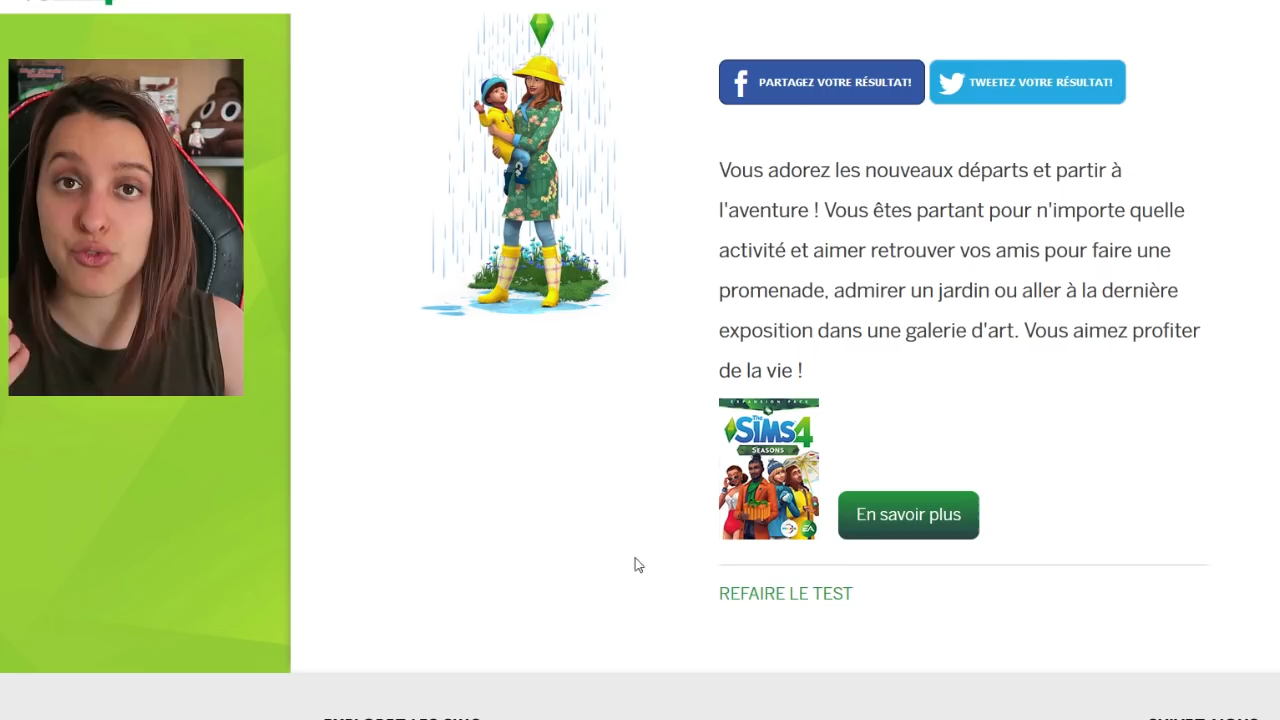 PARTAGEZ VOTRE RÉSULTAT!
TWEETEZ VOTRE RÉSULTAT!
Vous adorez les nouveaux départs et partir à
l'aventure ! Vous êtes partant pour n'importe quelle
activité et aimer retrouver vos amis pour faire une
promenade, admirer un jardin ou aller à la dernière
exposition dans une galerie d'art. Vous aimez profiter
de la vie !
EXPANSION PACK
The
SIMS 4
SEASONS
EA
En savoir plus
REFAIRE LE TEST